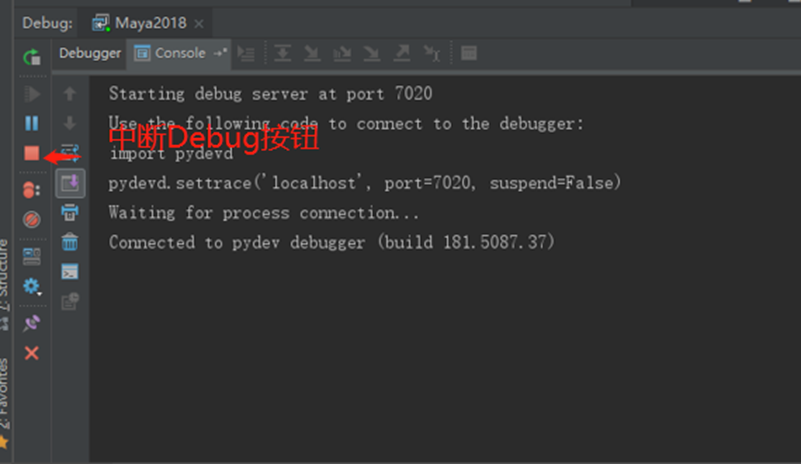 Debug: Maya2018
Debugger Console
Starting debug server at port 7020
Use the following code to connect to the debugger:
中断Debug按钮
import pydevd
pydevd.settrace('localhost', port=7020, suspend=False)
Waiting for process connection...
Connected to pydev debugger (build 181.5087.37)
7: Structure
2: Favorites